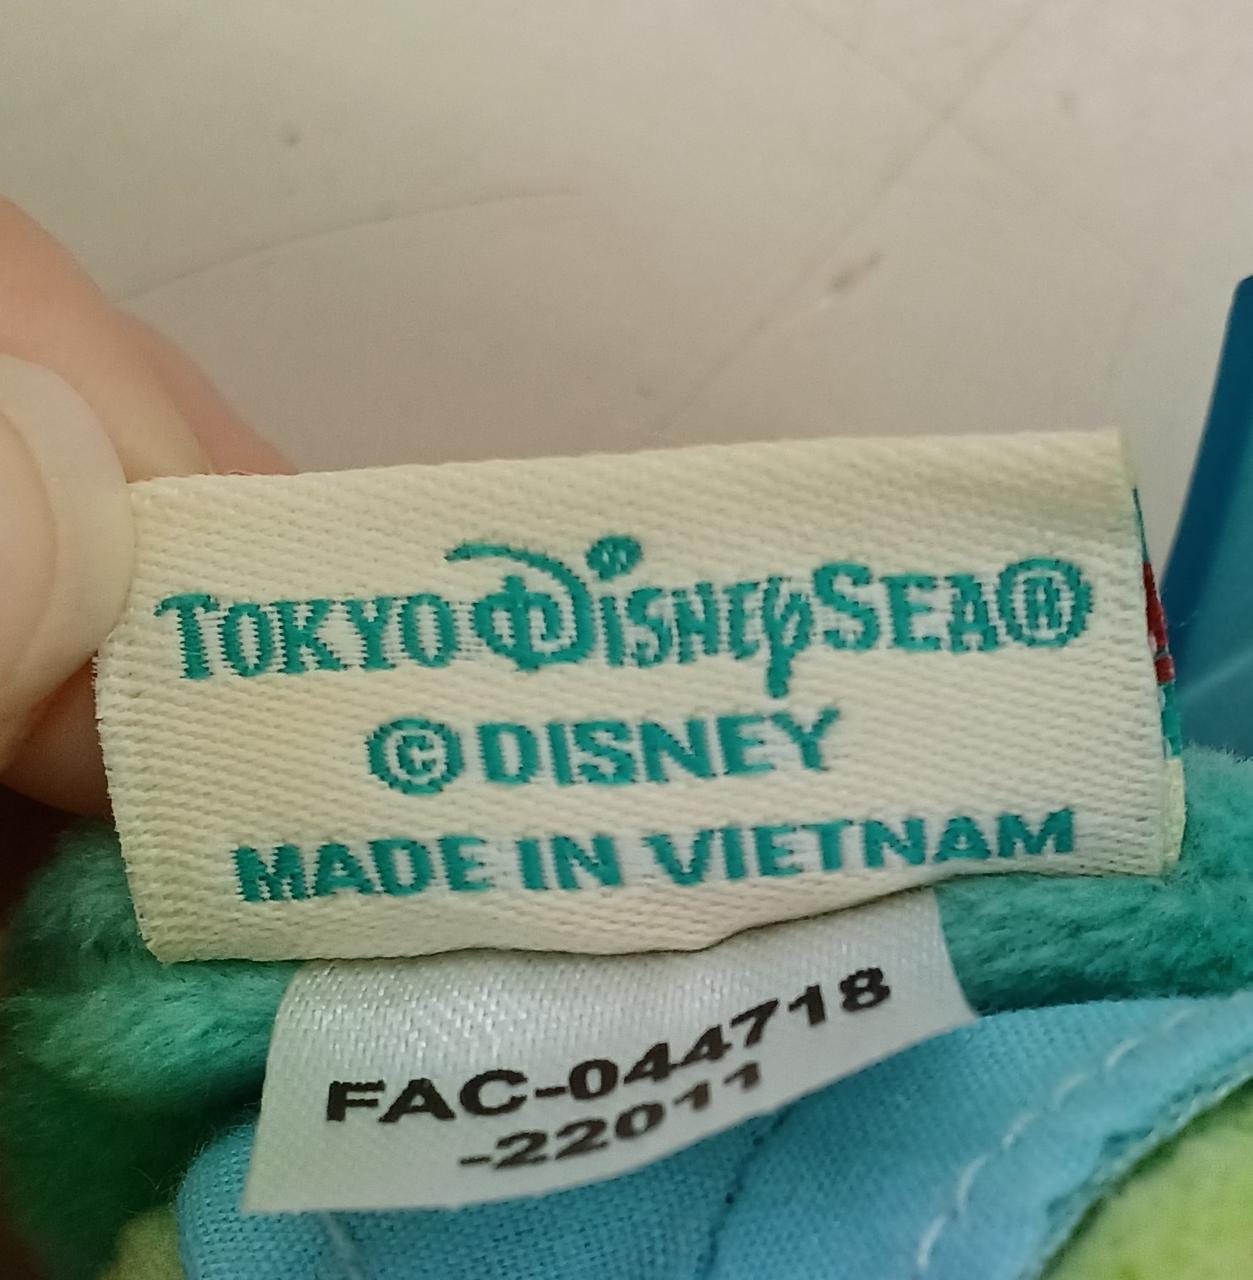 TOKYO DISNEYSEA®
©DISNEY
MADE IN VIETNAM
FAC-044718
-22011